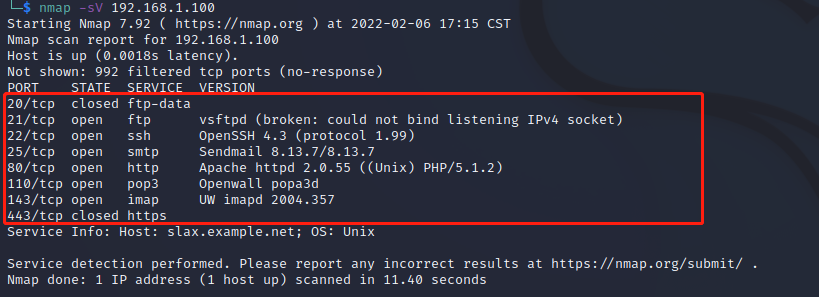 └─$ nmap -sV 192.168.1.100
Starting Nmap 7.92 ( https://nmap.org ) at 2022-02-06 17:15 CST
Nmap scan report for 192.168.1.100
Host is up (0.0018s latency).
Not shown: 992 filtered tcp ports (no-response)
PORT    STATE  SERVICE  VERSION
20/tcp  closed ftp-data
21/tcp  open   ftp      vsftpd (broken: could not bind listening IPv4 socket)
22/tcp  open   ssh      OpenSSH 4.3 (protocol 1.99)
25/tcp  open   smtp     Sendmail 8.13.7/8.13.7
80/tcp  open   http     Apache httpd 2.0.55 ((Unix) PHP/5.1.2)
110/tcp open   pop3     Openwall popa3d
143/tcp open   imap     UW imapd 2004.357
443/tcp closed https
Service Info: Host: slax.example.net; OS: Unix
Service detection performed. Please report any incorrect results at https://nmap.org/submit/ .
Nmap done: 1 IP address (1 host up) scanned in 11.40 seconds